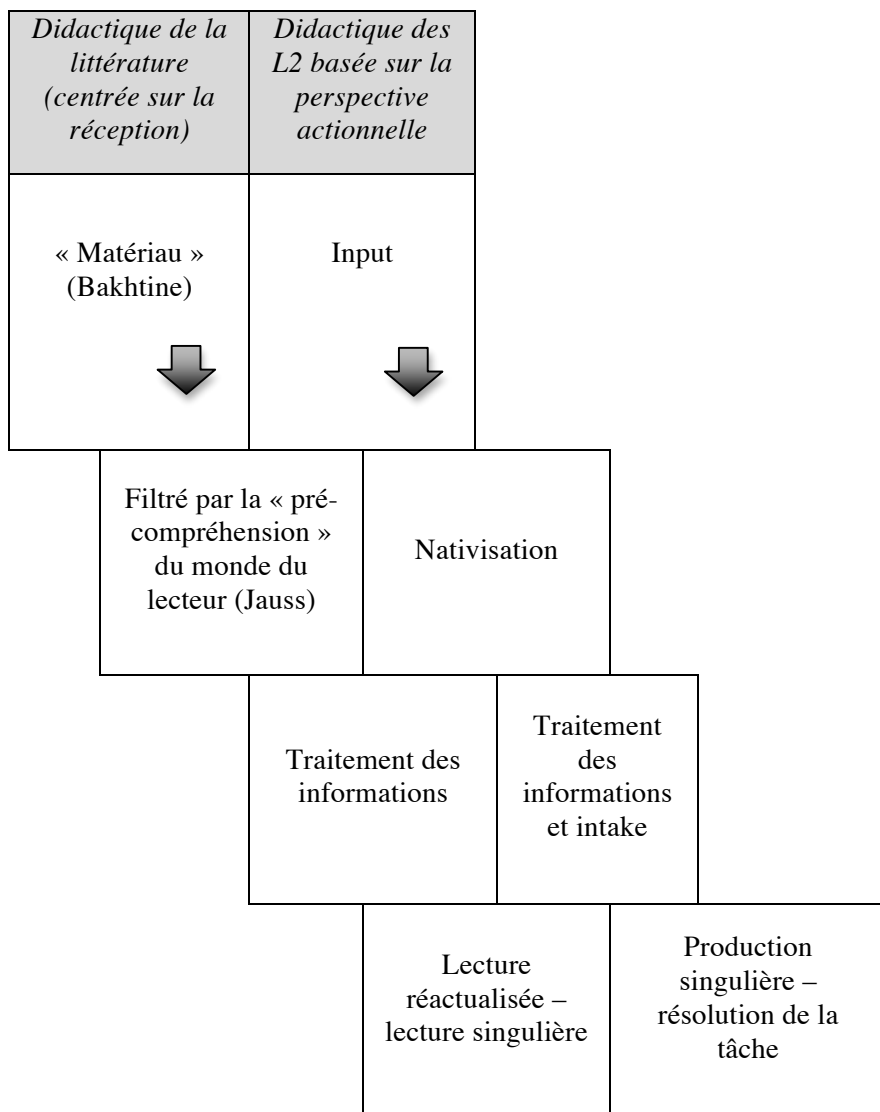 Didactique de la
littérature
(centrée sur la
réception)
Didactique des
L2 basée sur la
perspective
actionnelle
« Matériau »
(Bakhtine)
Input
Filtré par la « pré-
compréhension »
du monde du
lecteur (Jauss)
Nativisation
Traitement des
informations
Traitement
des
informations
et intake
Lecture
réactualisée –
lecture singulière
Production
singulière –
résolution de la
tâche